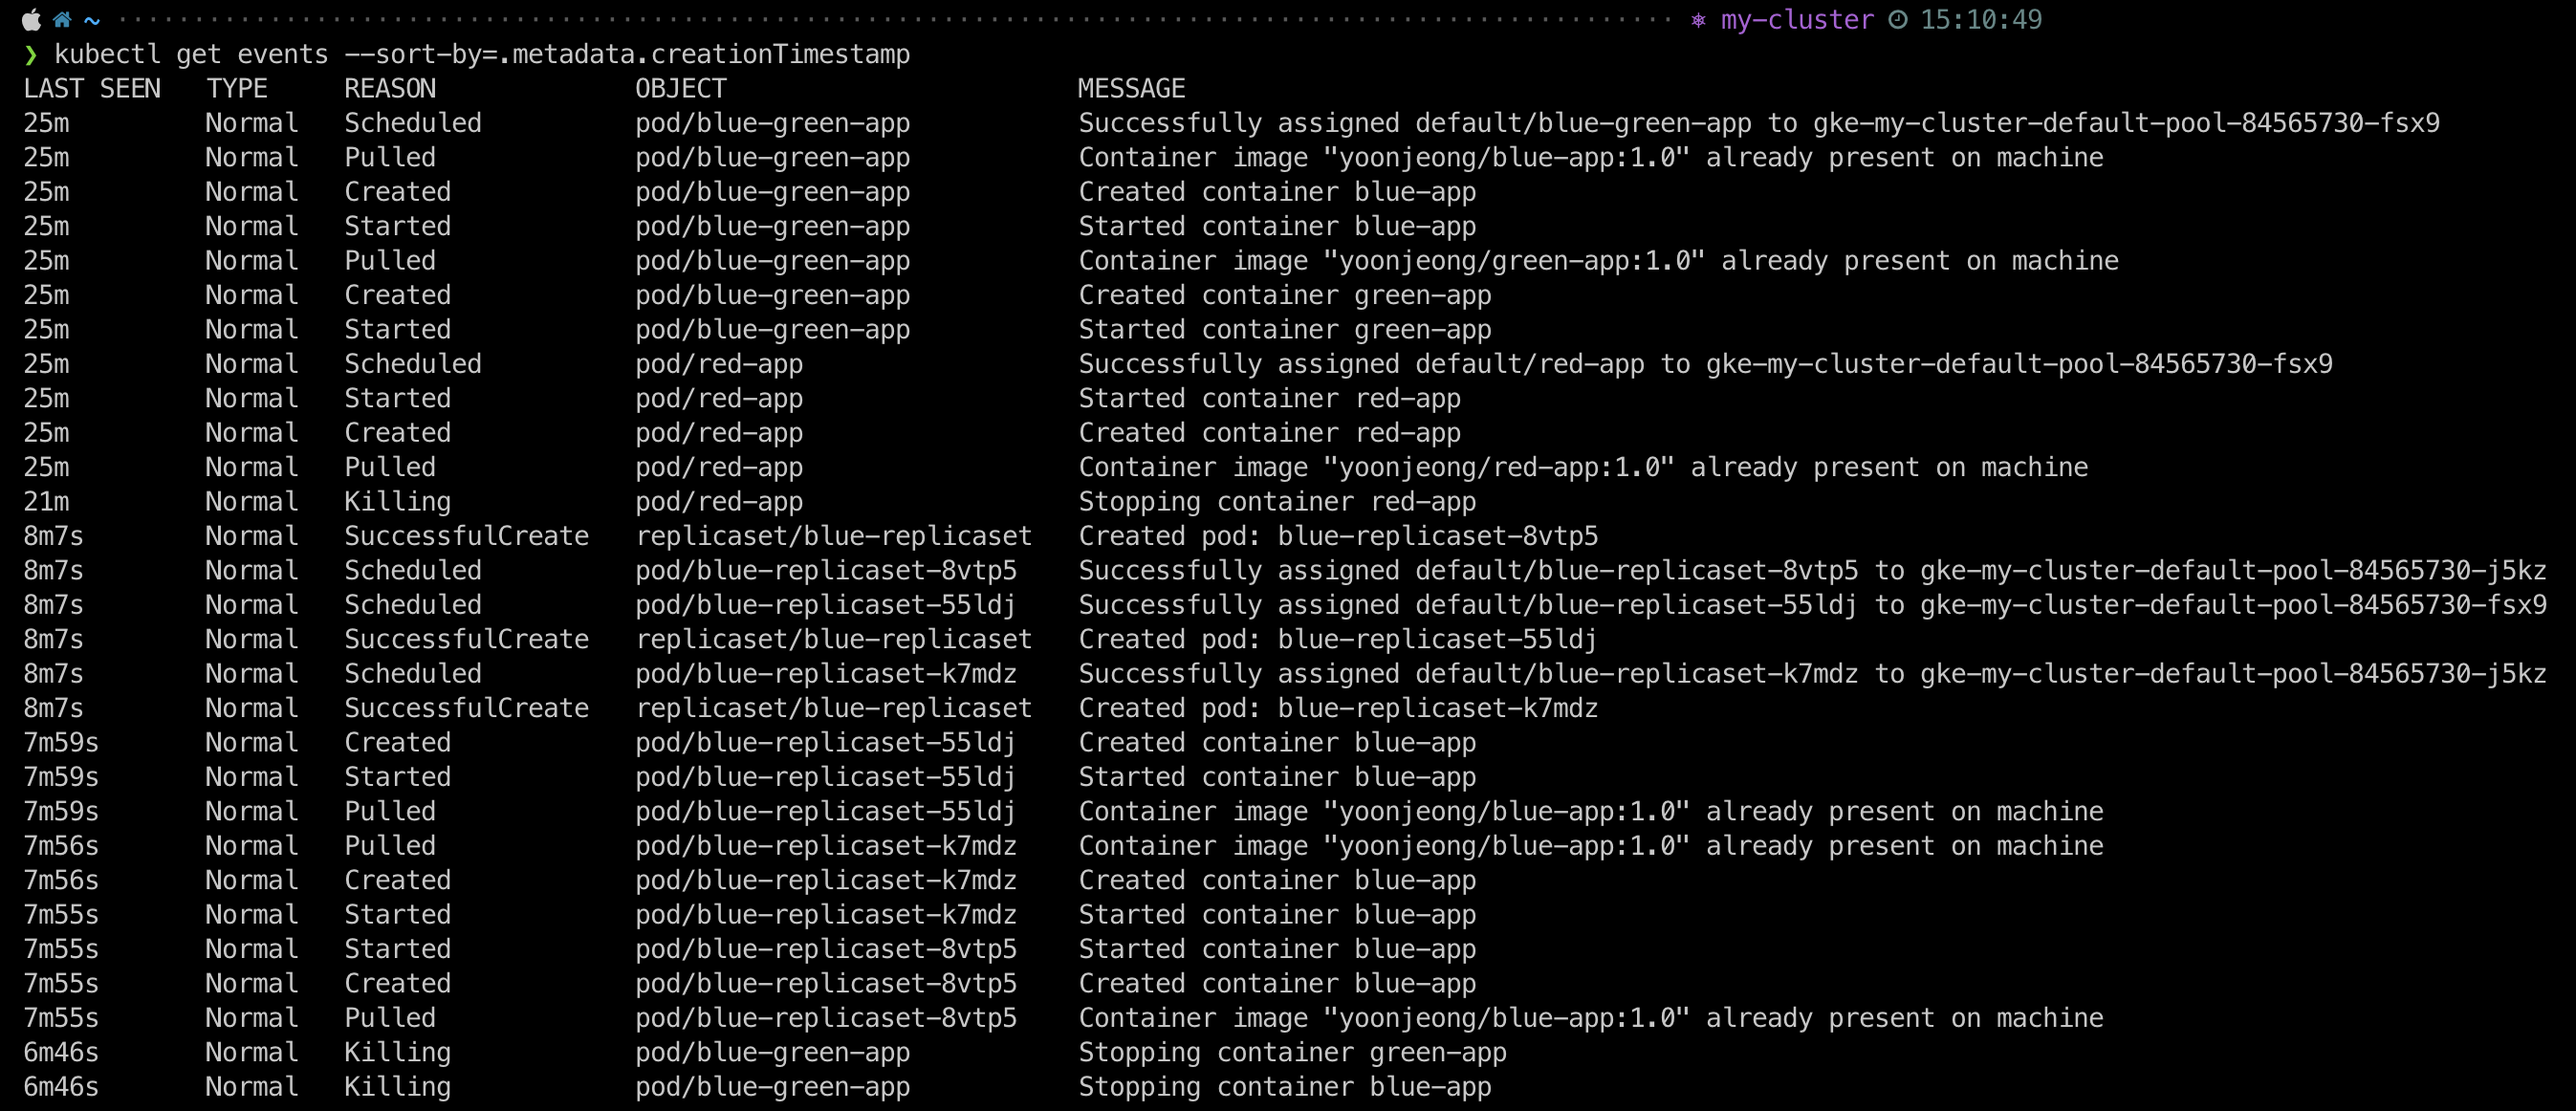 ~ my-cluster 15:10:49
❯ kubectl get events --sort-by=.metadata.creationTimestamp
LAST SEEN   TYPE     REASON             OBJECT                       MESSAGE
25m         Normal   Scheduled          pod/blue-green-app           Successfully assigned default/blue-green-app to gke-my-cluster-default-pool-84565730-fsx9
25m         Normal   Pulled             pod/blue-green-app           Container image "yoonjeong/blue-app:1.0" already present on machine
25m         Normal   Created            pod/blue-green-app           Created container blue-app
25m         Normal   Started            pod/blue-green-app           Started container blue-app
25m         Normal   Pulled             pod/blue-green-app           Container image "yoonjeong/green-app:1.0" already present on machine
25m         Normal   Created            pod/blue-green-app           Created container green-app
25m         Normal   Started            pod/blue-green-app           Started container green-app
25m         Normal   Scheduled          pod/red-app                  Successfully assigned default/red-app to gke-my-cluster-default-pool-84565730-fsx9
25m         Normal   Started            pod/red-app                  Started container red-app
25m         Normal   Created            pod/red-app                  Created container red-app
25m         Normal   Pulled             pod/red-app                  Container image "yoonjeong/red-app:1.0" already present on machine
21m         Normal   Killing            pod/red-app                  Stopping container red-app
8m7s        Normal   SuccessfulCreate   replicaset/blue-replicaset   Created pod: blue-replicaset-8vtp5
8m7s        Normal   Scheduled          pod/blue-replicaset-8vtp5    Successfully assigned default/blue-replicaset-8vtp5 to gke-my-cluster-default-pool-84565730-j5kz
8m7s        Normal   Scheduled          pod/blue-replicaset-55ldj    Successfully assigned default/blue-replicaset-55ldj to gke-my-cluster-default-pool-84565730-fsx9
8m7s        Normal   SuccessfulCreate   replicaset/blue-replicaset   Created pod: blue-replicaset-55ldj
8m7s        Normal   Scheduled          pod/blue-replicaset-k7mdz    Successfully assigned default/blue-replicaset-k7mdz to gke-my-cluster-default-pool-84565730-j5kz
8m7s        Normal   SuccessfulCreate   replicaset/blue-replicaset   Created pod: blue-replicaset-k7mdz
7m59s       Normal   Created            pod/blue-replicaset-55ldj    Created container blue-app
7m59s       Normal   Started            pod/blue-replicaset-55ldj    Started container blue-app
7m59s       Normal   Pulled             pod/blue-replicaset-55ldj    Container image "yoonjeong/blue-app:1.0" already present on machine
7m56s       Normal   Pulled             pod/blue-replicaset-k7mdz    Container image "yoonjeong/blue-app:1.0" already present on machine
7m56s       Normal   Created            pod/blue-replicaset-k7mdz    Created container blue-app
7m55s       Normal   Started            pod/blue-replicaset-k7mdz    Started container blue-app
7m55s       Normal   Started            pod/blue-replicaset-8vtp5    Started container blue-app
7m55s       Normal   Created            pod/blue-replicaset-8vtp5    Created container blue-app
7m55s       Normal   Pulled             pod/blue-replicaset-8vtp5    Container image "yoonjeong/blue-app:1.0" already present on machine
6m46s       Normal   Killing            pod/blue-green-app           Stopping container green-app
6m46s       Normal   Killing            pod/blue-green-app           Stopping container blue-app